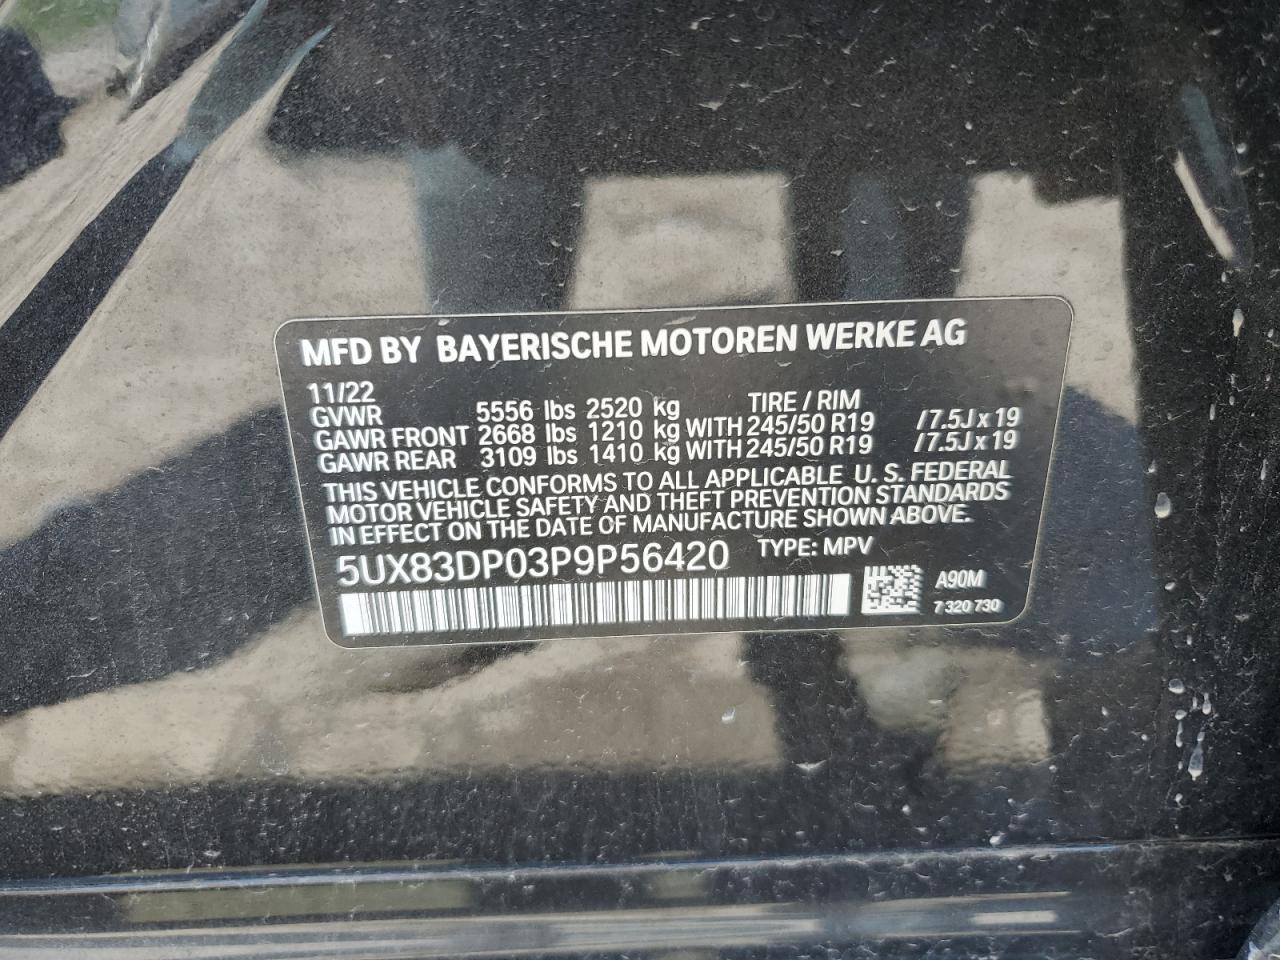 MFD BY BAYERISCHE MOTOREN WERKE AG
11/22 TIRE / RIM
GVWR 5556 lbs 2520 kg
GAWR FRONT 2668 lbs 1210 kg WITH 245/50 R19 /7.5J x 19
GAWR REAR 3109 lbs 1410 kg WITH 245/50 R19 /7.5J x 19
THIS VEHICLE CONFORMS TO ALL APPLICABLE U. S. FEDERAL
MOTOR VEHICLE SAFETY AND THEFT PREVENTION STANDARDS
IN EFFECT ON THE DATE OF MANUFACTURE SHOWN ABOVE.
5UX83DP03P9P56420 TYPE: MPV
A90M
7 320 730